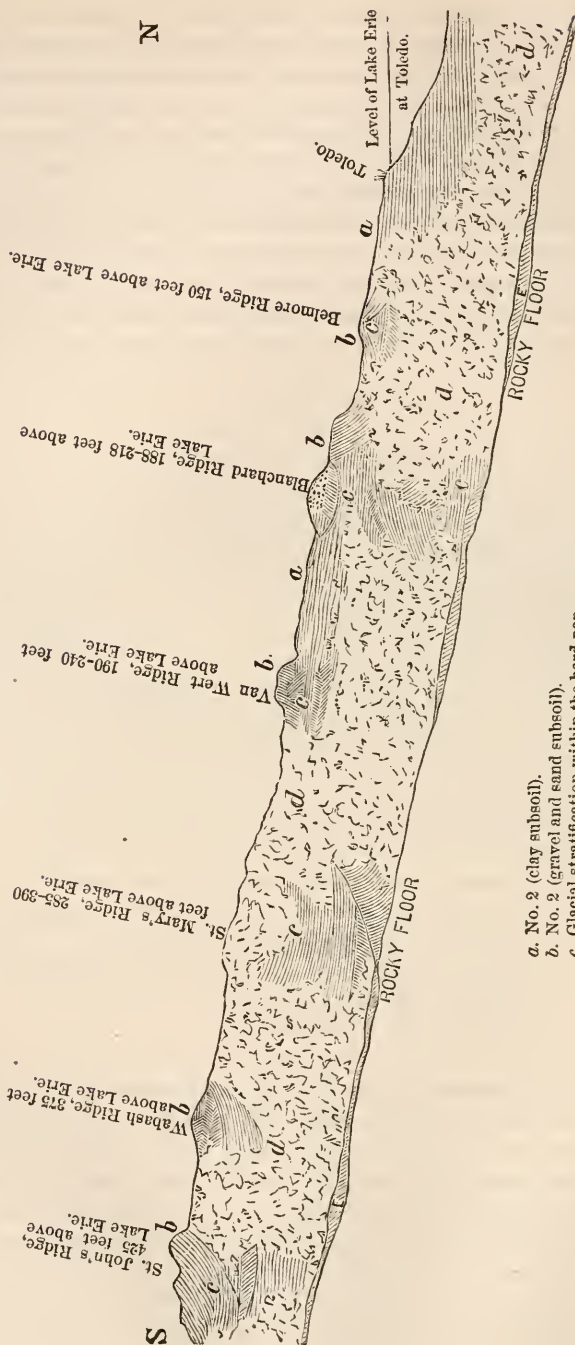 S
N
St. John's Ridge,
425 feet above
Lake Erie.
Wabash Ridge, 375 feet
above Lake Erie.
St. Mary's Ridge, 285-390
feet above Lake Erie.
Van Wert Ridge, 190-240 feet
above Lake Erie.
Blanchard Ridge, 188-218 feet above
Lake Erie.
Belmore Ridge, 150 feet above Lake Erie.
Toledo.
Level of Lake Erie
at Toledo.
b
b
b
a
b
b
a
c
c
c
c
c
c
d
d
d
d
E
ROCKY FLOOR
ROCKY FLOOR
a. No. 2 (clay subsoil).
b. No. 2 (gravel and sand subsoil).
c. Glacial stratification within the